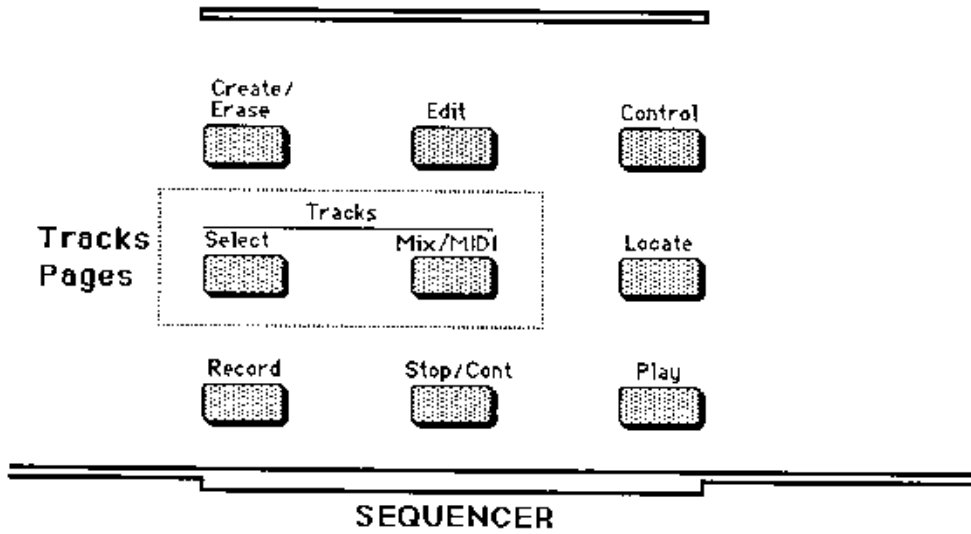 Create/
Erase
Edit
Control
Tracks
Pages
Tracks
Select
Mix/MIDI
Locate
Record
Stop/Cont
Play
SEQUENCER